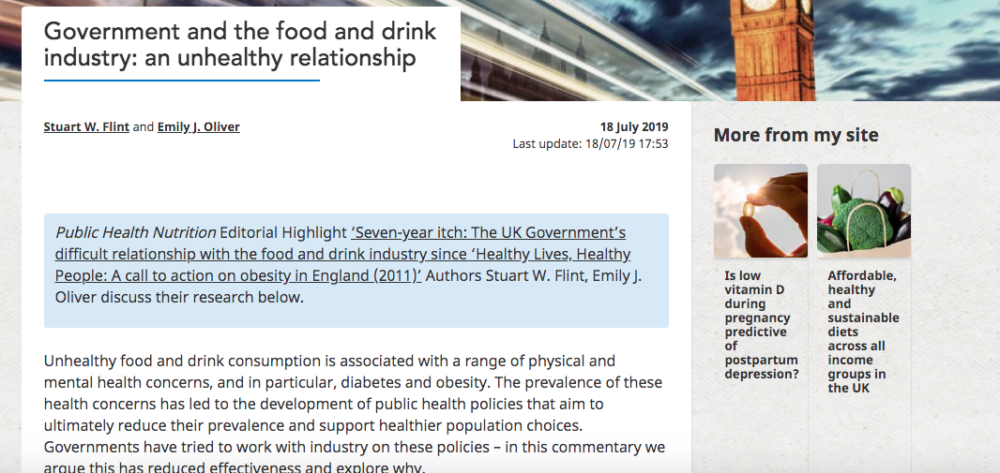 Government and the food and drink
industry: an unhealthy relationship
Stuart W. Flint and Emily J. Oliver
18 July 2019
Last update: 18/07/19 17:53
Public Health Nutrition Editorial Highlight ‘Seven-year itch: The UK Government’s
difficult relationship with the food and drink industry since ‘Healthy Lives, Healthy
People: A call to action on obesity in England (2011)’ Authors Stuart W. Flint, Emily J.
Oliver discuss their research below.
Unhealthy food and drink consumption is associated with a range of physical and
mental health concerns, and in particular, diabetes and obesity. The prevalence of these
health concerns has led to the development of public health policies that aim to
ultimately reduce their prevalence and support healthier population choices.
Governments have tried to work with industry on these policies – in this commentary we
argue this has reduced effectiveness and explore why.
More from my site
Is low
vitamin D
during
pregnancy
predictive
of
postpartum
depression?
Affordable,
healthy
and
sustainable
diets
across all
income
groups in
the UK